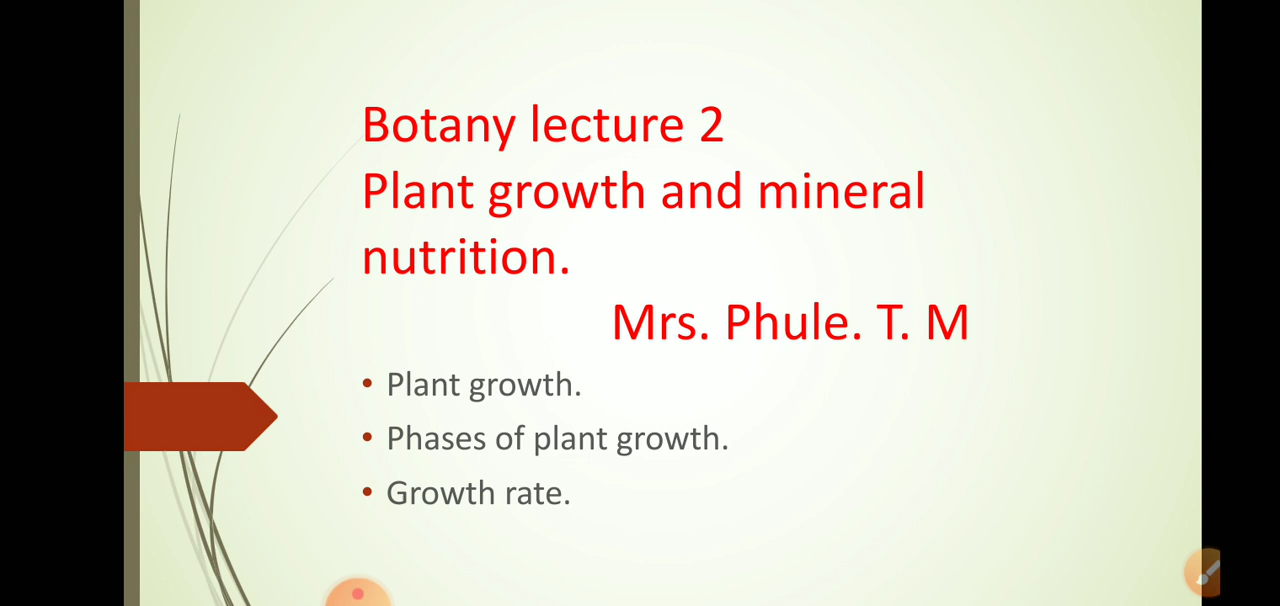 Botany lecture 2
Plant growth and mineral
nutrition.
Mrs. Phule. T. M
• Plant growth.
• Phases of plant growth.
• Growth rate.